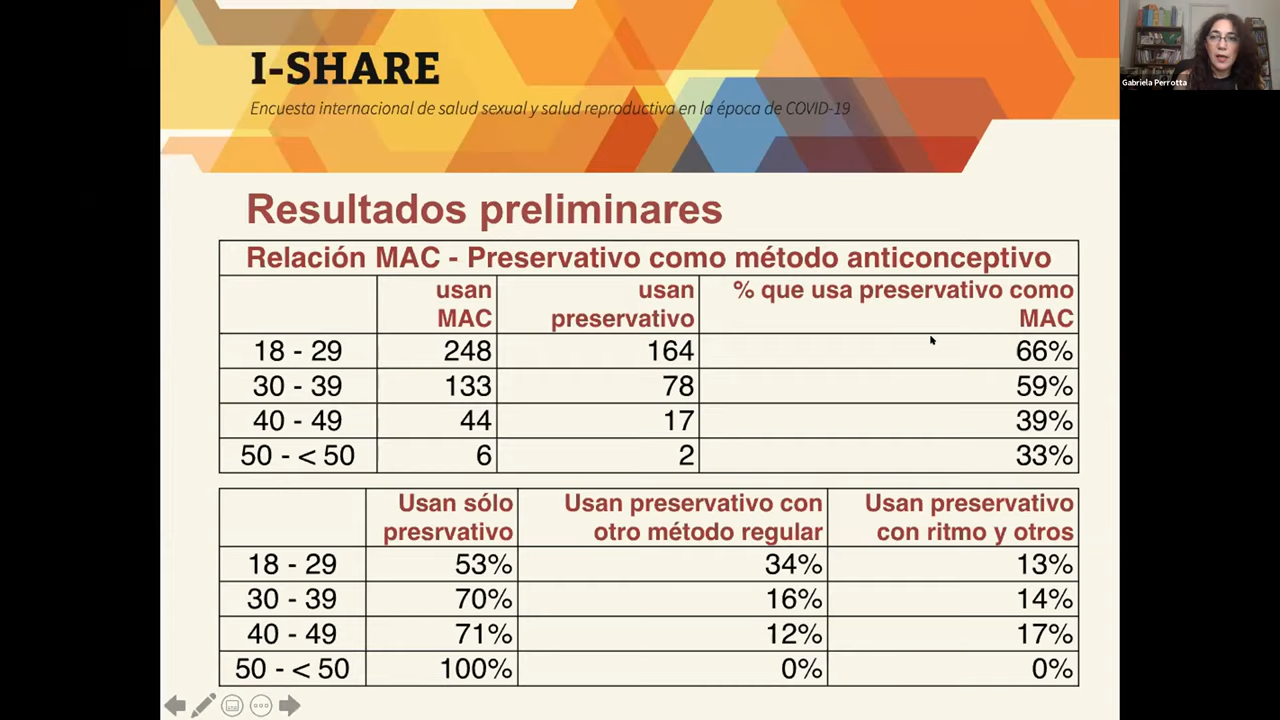 I-SHARE
Encuesta internacional de salud sexual y salud reproductiva en la época de COVID-19
Gabriela Perrotta
Resultados preliminares
Relación MAC - Preservativo como método anticonceptivo
usan MAC usan preservativo % que usa preservativo como MAC
18 - 29 248 164 66%
30 - 39 133 78 59%
40 - 49 44 17 39%
50 - < 50 6 2 33%
Usan sólo presrvativo Usan preservativo con otro método regular Usan preservativo con ritmo y otros
18 - 29 53% 34% 13%
30 - 39 70% 16% 14%
40 - 49 71% 12% 17%
50 - < 50 100% 0% 0%